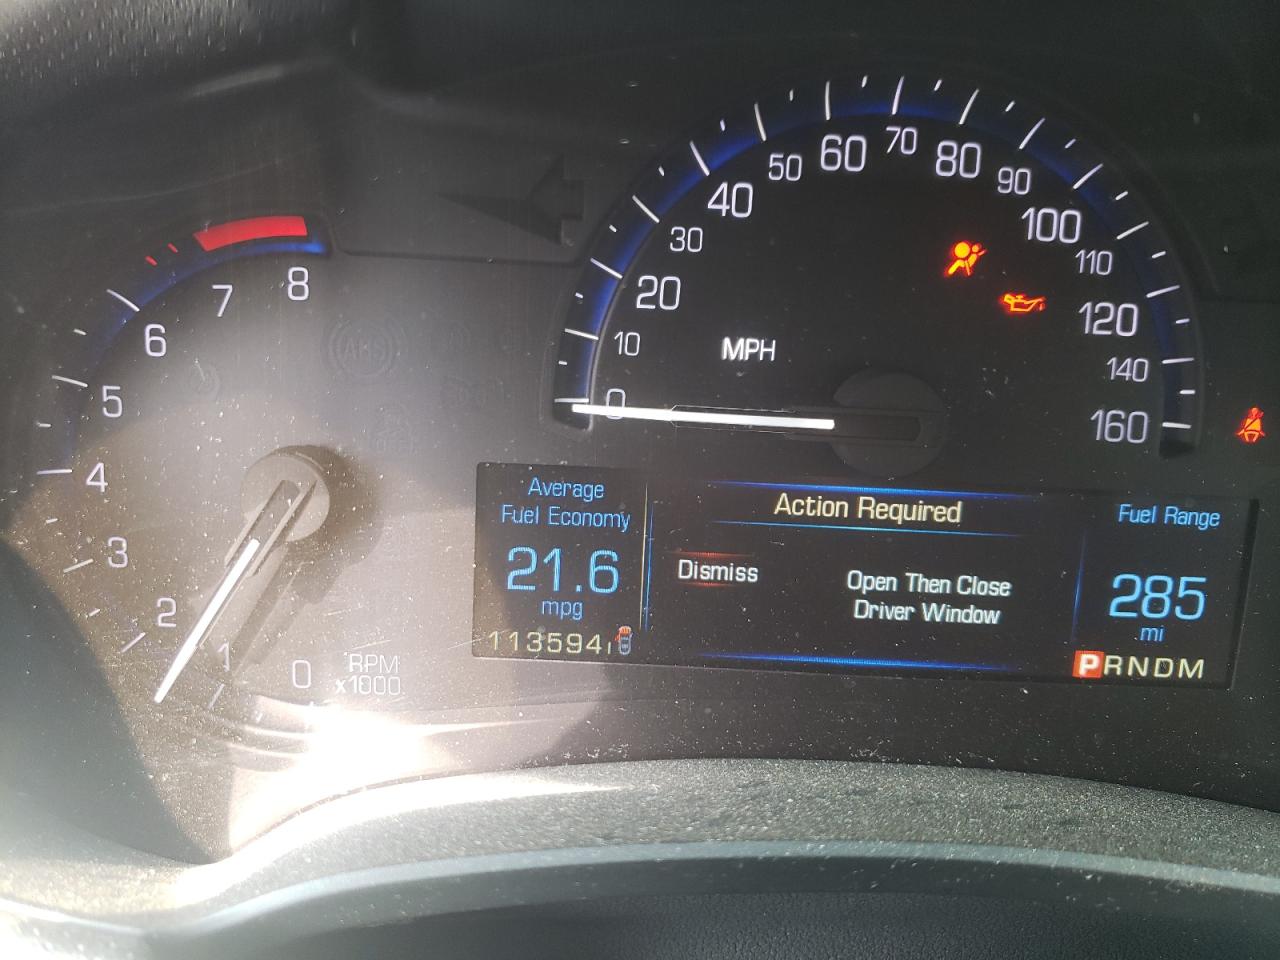 8
7
6
5
4
3
2
1
0
RPM
x1000
0
10
20
30
40
50
60
70
80
90
100
110
120
140
160
MPH
Average
Fuel Economy
21.6
mpg
113594
Action Required
Dismiss
Open Then Close
Driver Window
Fuel Range
285
mi
PRNDM